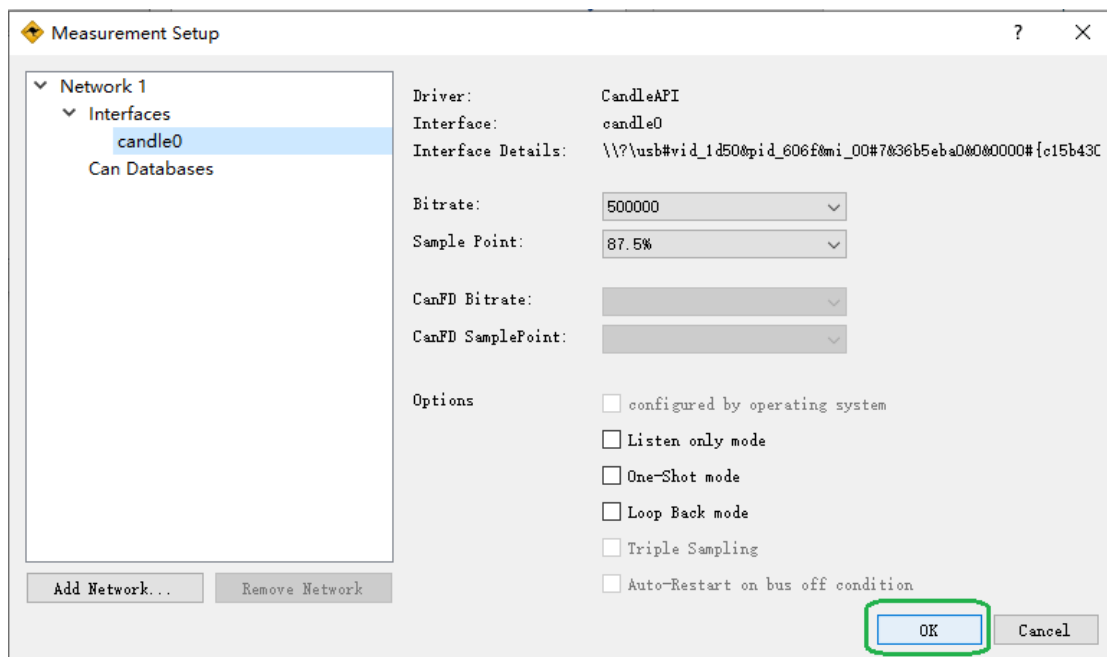 Measurement Setup
?
Network 1
Interfaces
candle0
Can Databases
Add Network...
Remove Network
Driver: CandleAPI
Interface: candle0
Interface Details: \\?\usb#vid_1d50&pid_606f&mi_00#7&36b5eba0&0&0000#{c15b430
Bitrate: 500000
Sample Point: 87.5%
CanFD Bitrate:
CanFD SamplePoint:
Options
configured by operating system
Listen only mode
One-Shot mode
Loop Back mode
Triple Sampling
Auto-Restart on bus off condition
OK
Cancel